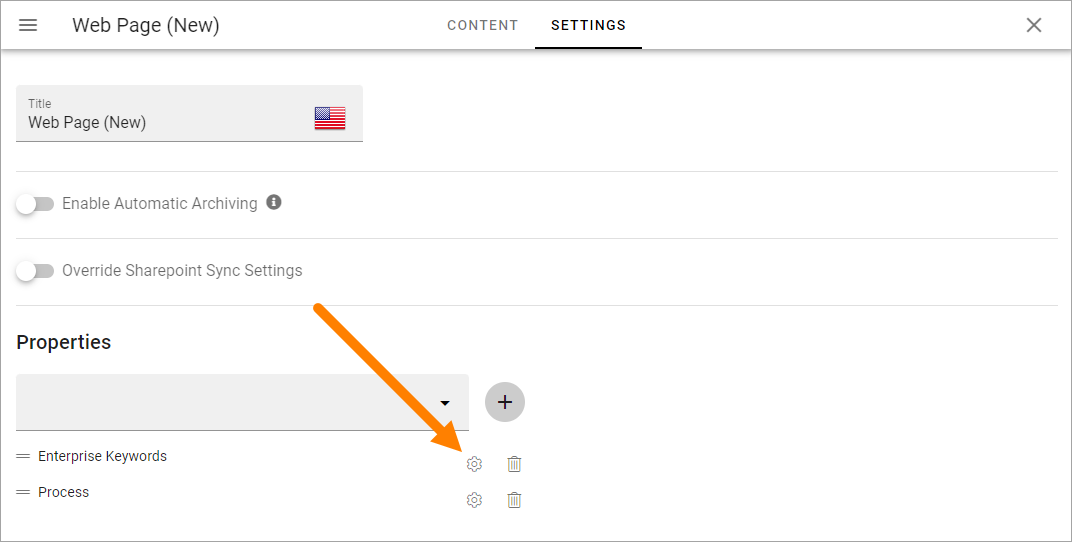 Web Page (New)
CONTENT
SETTINGS
Title
Web Page (New)
Enable Automatic Archiving
Override Sharepoint Sync Settings
Properties
Enterprise Keywords
Process